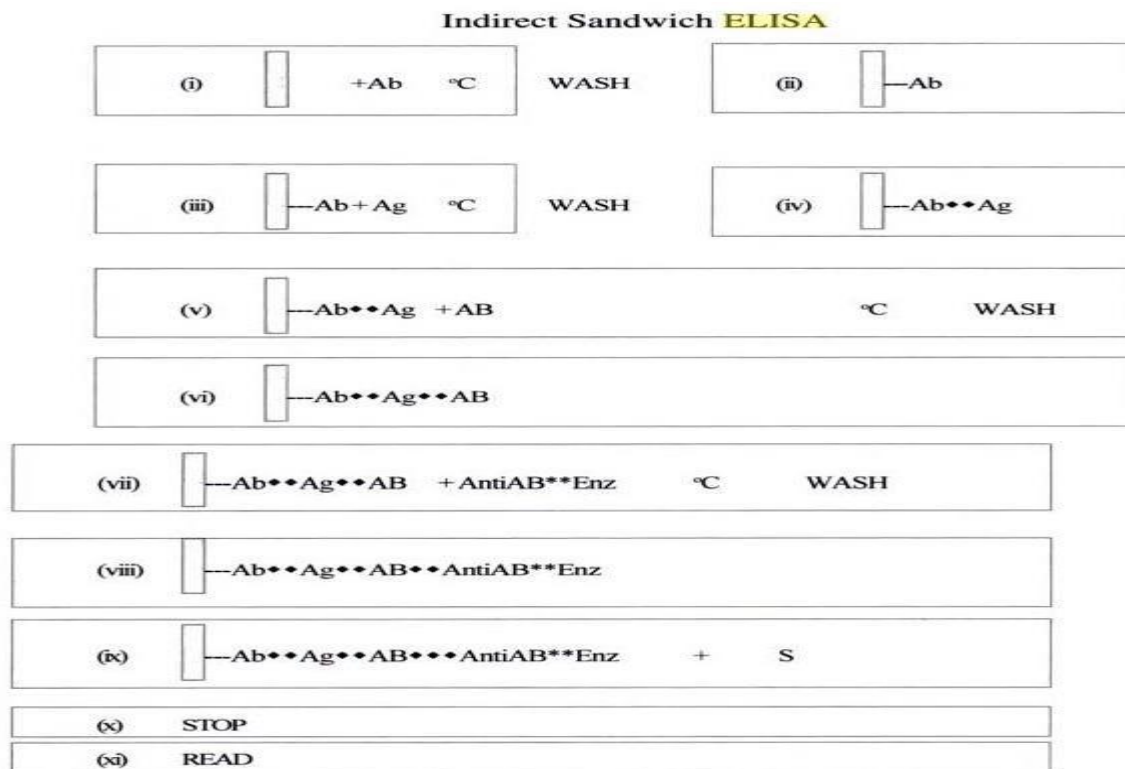 Indirect Sandwich ELISA
(i) +Ab °C WASH (ii) ---Ab
(iii) ---Ab + Ag °C WASH (iv) ---Ab••Ag
(v) ---Ab••Ag + AB °C WASH
(vi) ---Ab••Ag••AB
(vii) ---Ab••Ag••AB +AntiAB**Enz °C WASH
(viii) ---Ab••Ag••AB••AntiAB**Enz
(ix) ---Ab••Ag••AB•••AntiAB**Enz + S
(x) STOP
(xi) READ